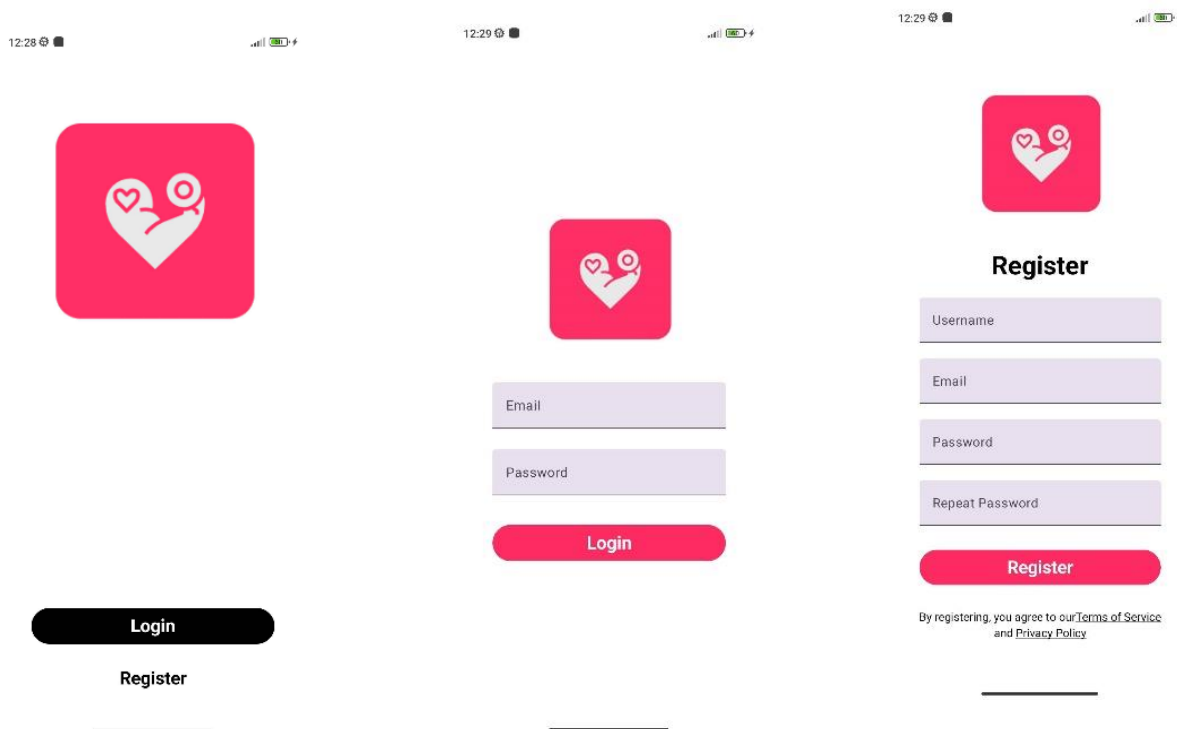 12:28
Login
Register
12:29
Email
Password
Login
12:29
Register
Username
Email
Password
Repeat Password
Register
By registering, you agree to ourTerms of Service
and Privacy Policy